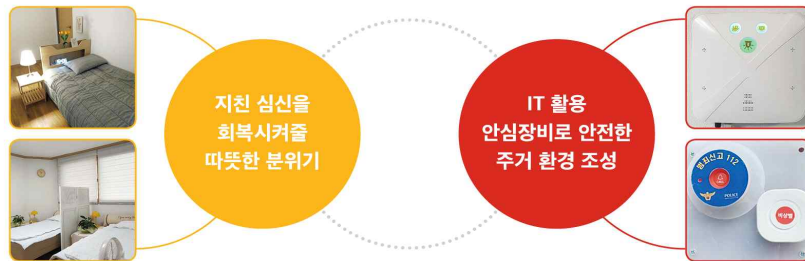 지친 심신을
회복시켜줄
따뜻한 분위기
IT 활용
안심장비로 안전한
주거 환경 조성
범죄신고 112
POLICE
비상벨